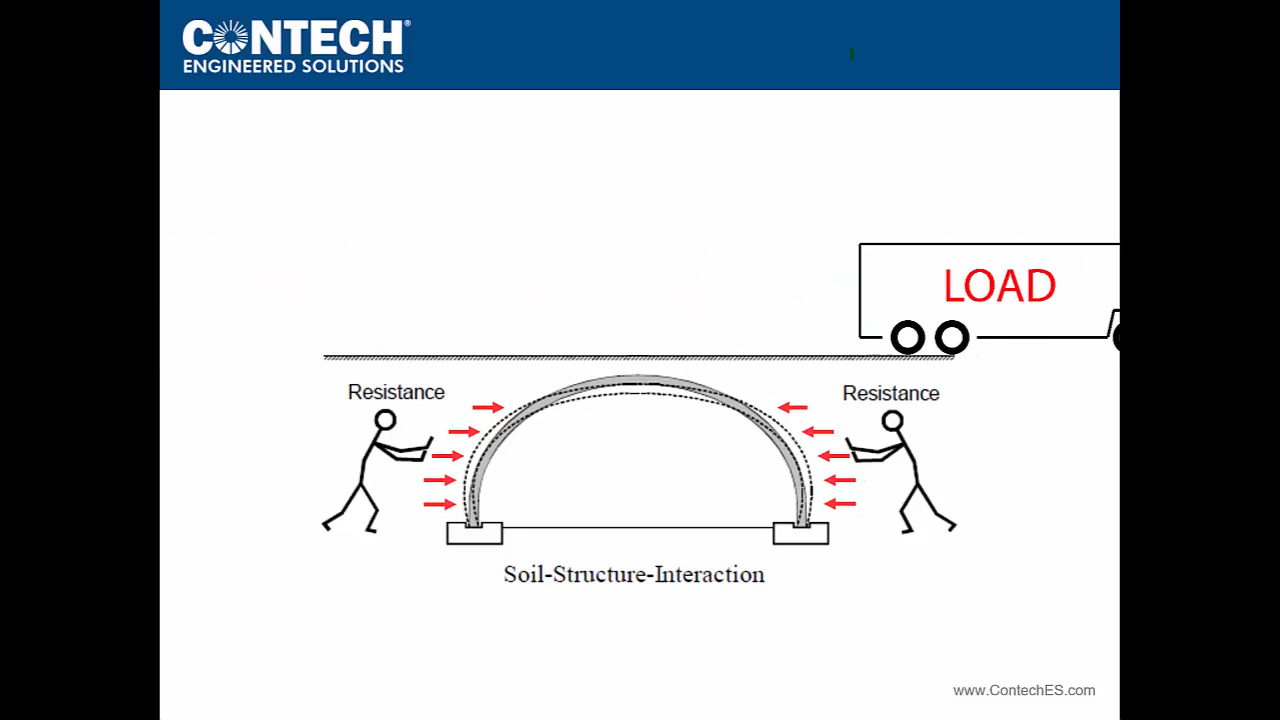 CONTECH®
ENGINEERED SOLUTIONS
LOAD
Resistance
Resistance
Soil-Structure-Interaction
www.ContechES.com